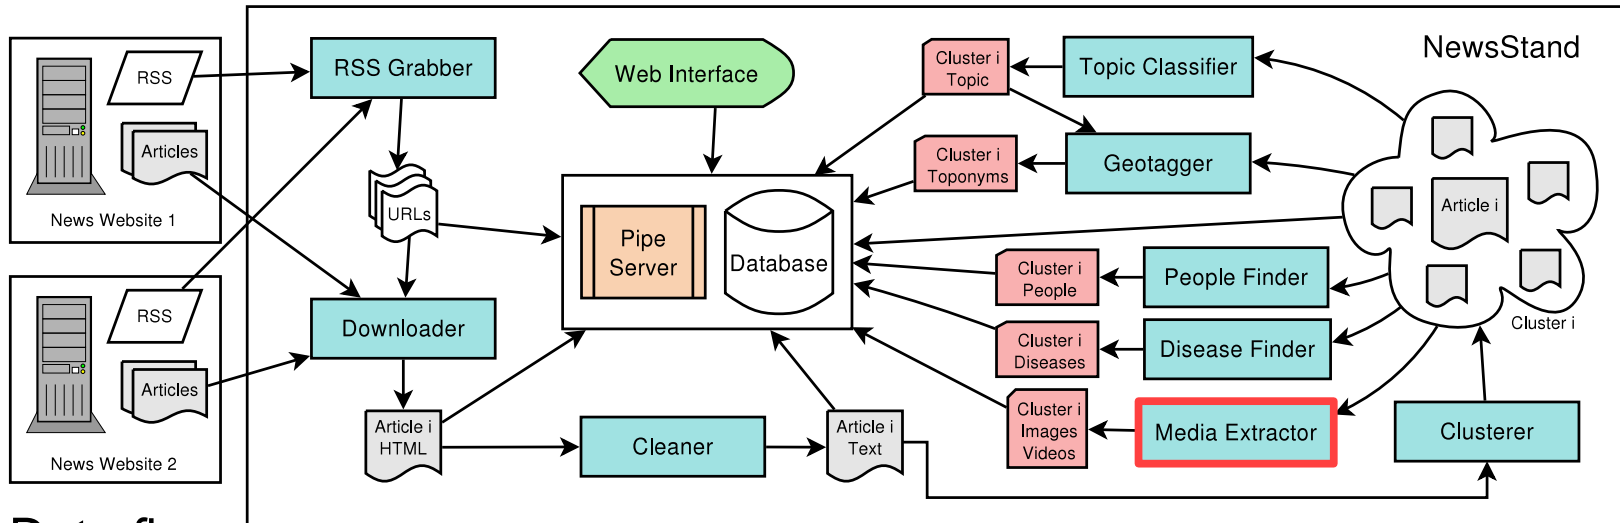 NewsStand
RSS
Articles
News Website 1
RSS
Articles
News Website 2
RSS Grabber
URLs
Downloader
Article i
HTML
Web Interface
Pipe
Server
Database
Cleaner
Article i
Text
Cluster i
Topic
Topic Classifier
Cluster i
Toponyms
Geotagger
Cluster i
People
People Finder
Cluster i
Diseases
Disease Finder
Cluster i
Images
Videos
Media Extractor
Article i
Cluster i
Clusterer